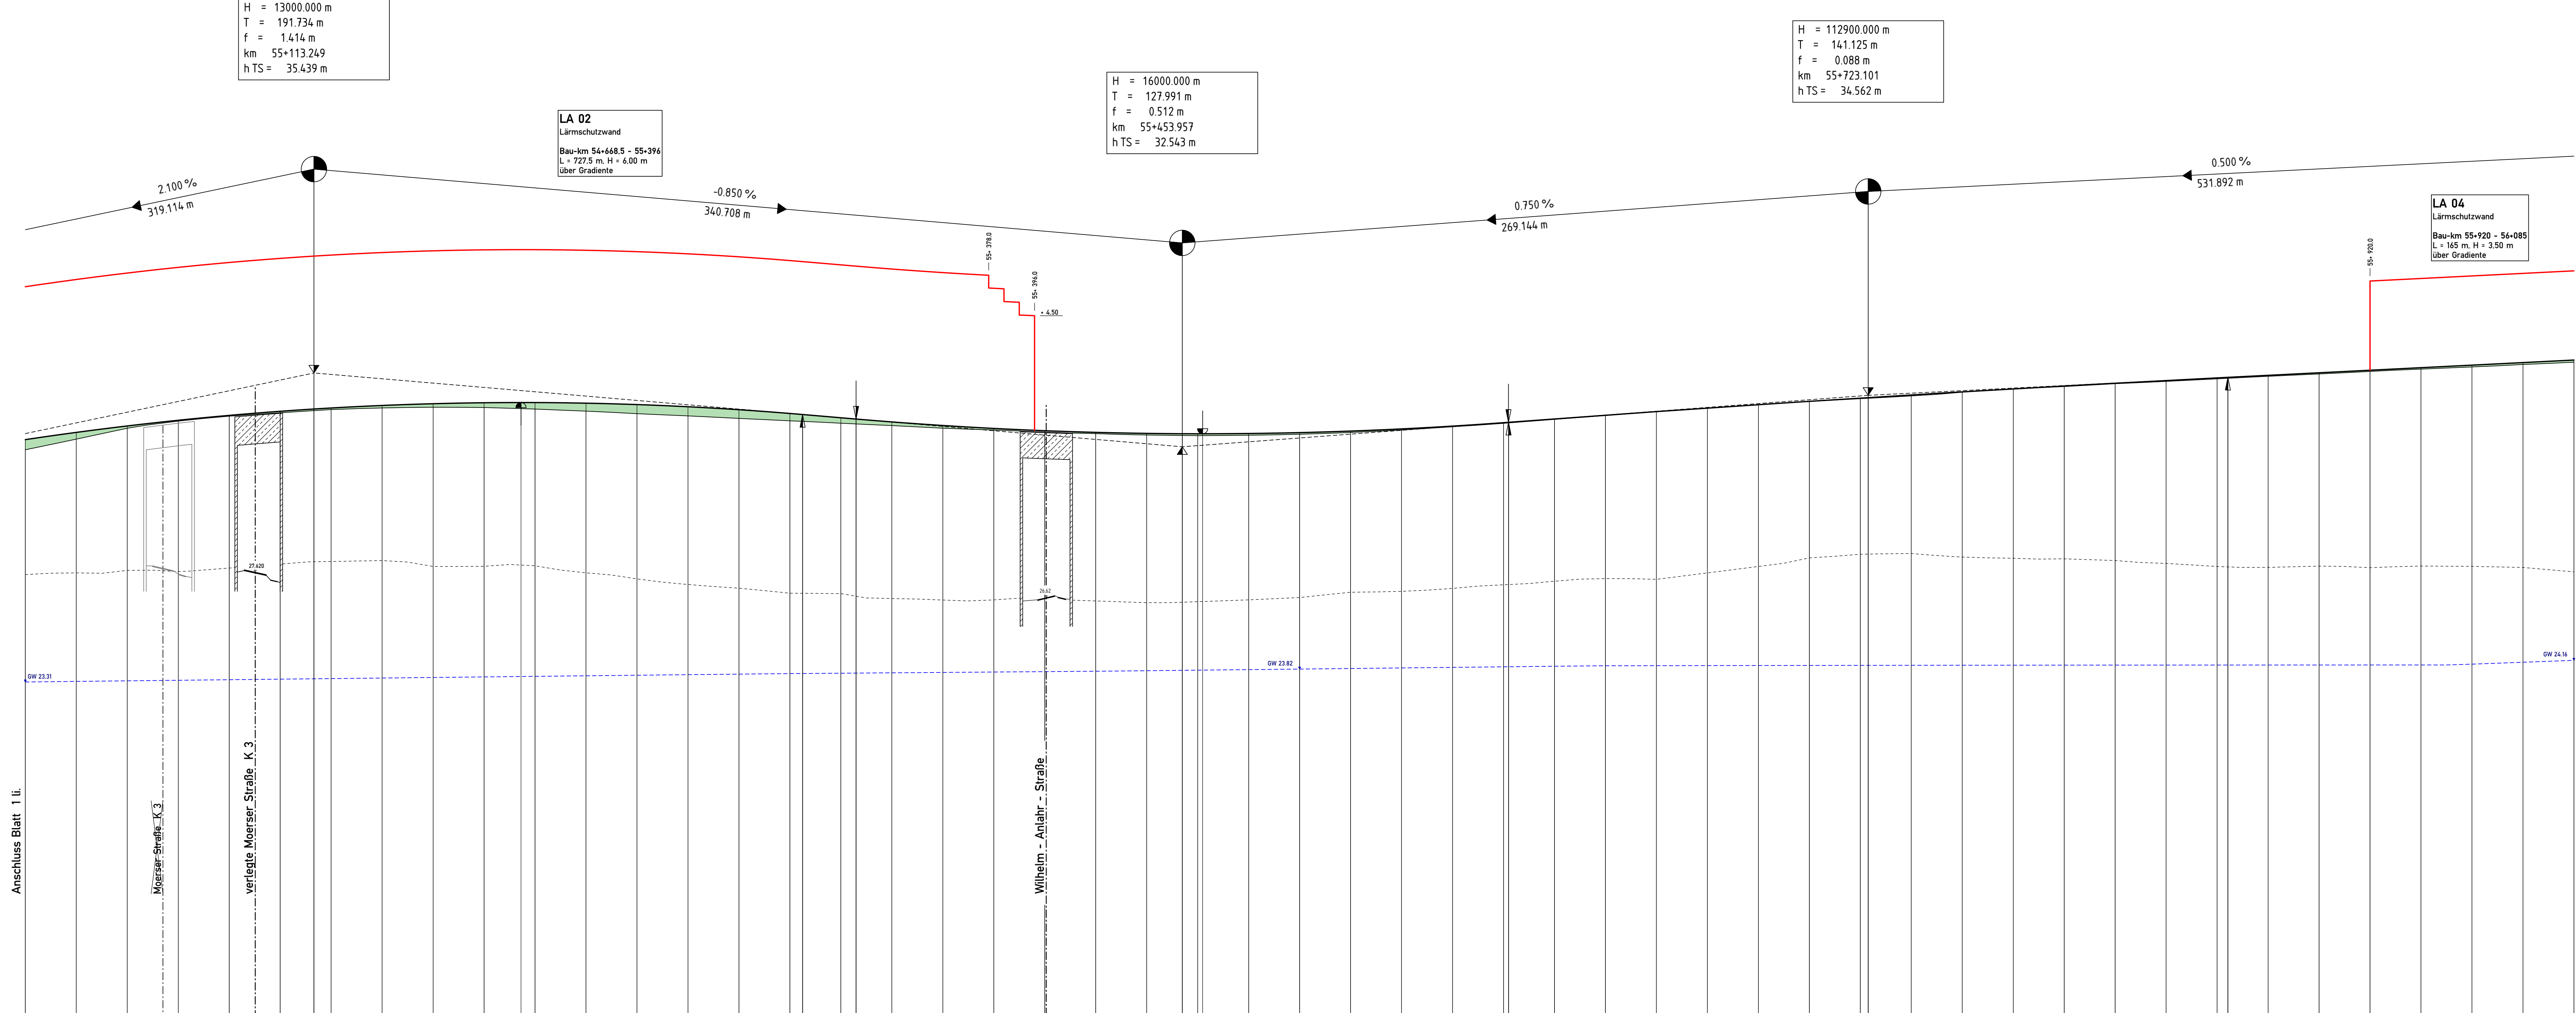 H = 13000.000 m
T = 191.734 m
f = 1.414 m
km 55+113.249
h TS = 35.439 m
H = 112900.000 m
T = 141.125 m
f = 0.088 m
km 55+723.101
h TS = 34.562 m
H = 16000.000 m
T = 127.991 m
f = 0.512 m
km 55+453.957
h TS = 32.543 m
LA 02
Lärmschutzwand
Bau-km 54+668.5 - 55+396
L = 727.5 m, H = 6.00 m
über Gradiente
2.100 %
319.114 m
-0.850 %
340.708 m
0.750 %
269.144 m
0.500 %
531.892 m
LA 04
Lärmschutzwand
Bau-km 55+920 - 56+085
L = 165 m, H = 3,50 m
über Gradiente
55+ 378.0
55+ 396.0
+ 4.50
55+ 920.0
27.420
26.62
GW 23.31
GW 23.82
GW 24.16
Anschluss Blatt 1 li.
Moerser Straße K 3
verlegte Moerser Straße K 3
Wilhelm - Anlahr - Straße